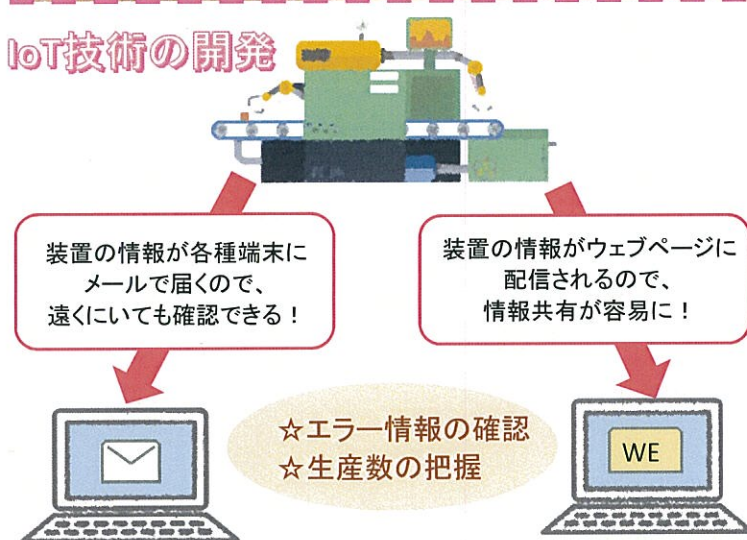 IoT技術の開発
装置の情報が各種端末に
メールで届くので、
遠くにいても確認できる！
装置の情報がウェブページに
配信されるので、
情報共有が容易に！
☆エラー情報の確認
☆生産数の把握
WE